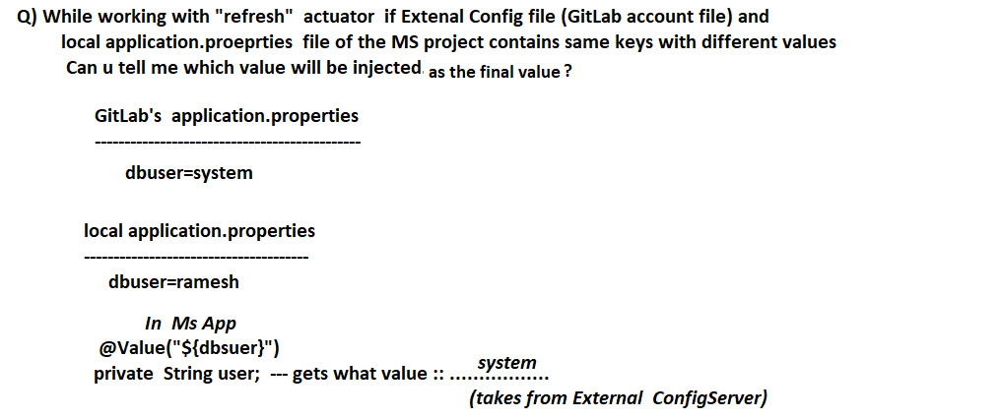 Q) While working with "refresh" actuator if Extenal Config file (GitLab account file) and
local application.proeprties file of the MS project contains same keys with different values
Can u tell me which value will be injected as the final value ?
GitLab's application.properties
----------------------------------------------
dbuser=system
local application.properties
---------------------------------------
dbuser=ramesh
In Ms App
@Value("${dbsuer}")
private String user; --- gets what value :: .................
system
(takes from External ConfigServer)